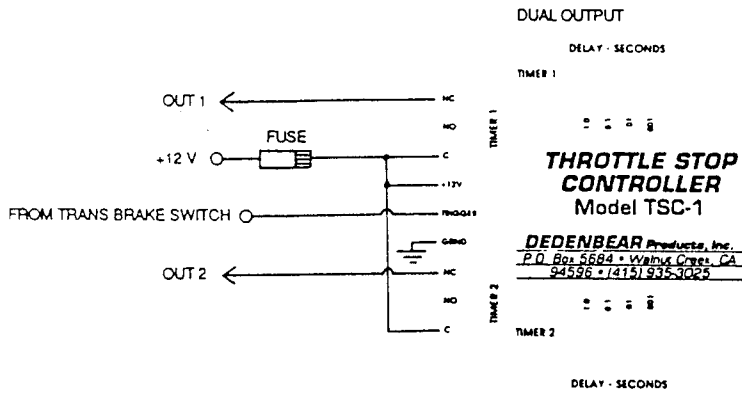 DUAL OUTPUT
DELAY - SECONDS
TIMER 1
OUT 1
NC
NO
TIMER 1
FUSE
+12 V
C
+12V
FROM TRANS BRAKE SWITCH
TRIGGER
GRND
OUT 2
NC
NO
TIMER 2
C
THROTTLE STOP
CONTROLLER
Model TSC-1
DEDENBEAR Products, Inc.
P.O. Box 5684 • Walnut Creek, CA
94596 • (415) 935-3025
TIMER 2
DELAY - SECONDS